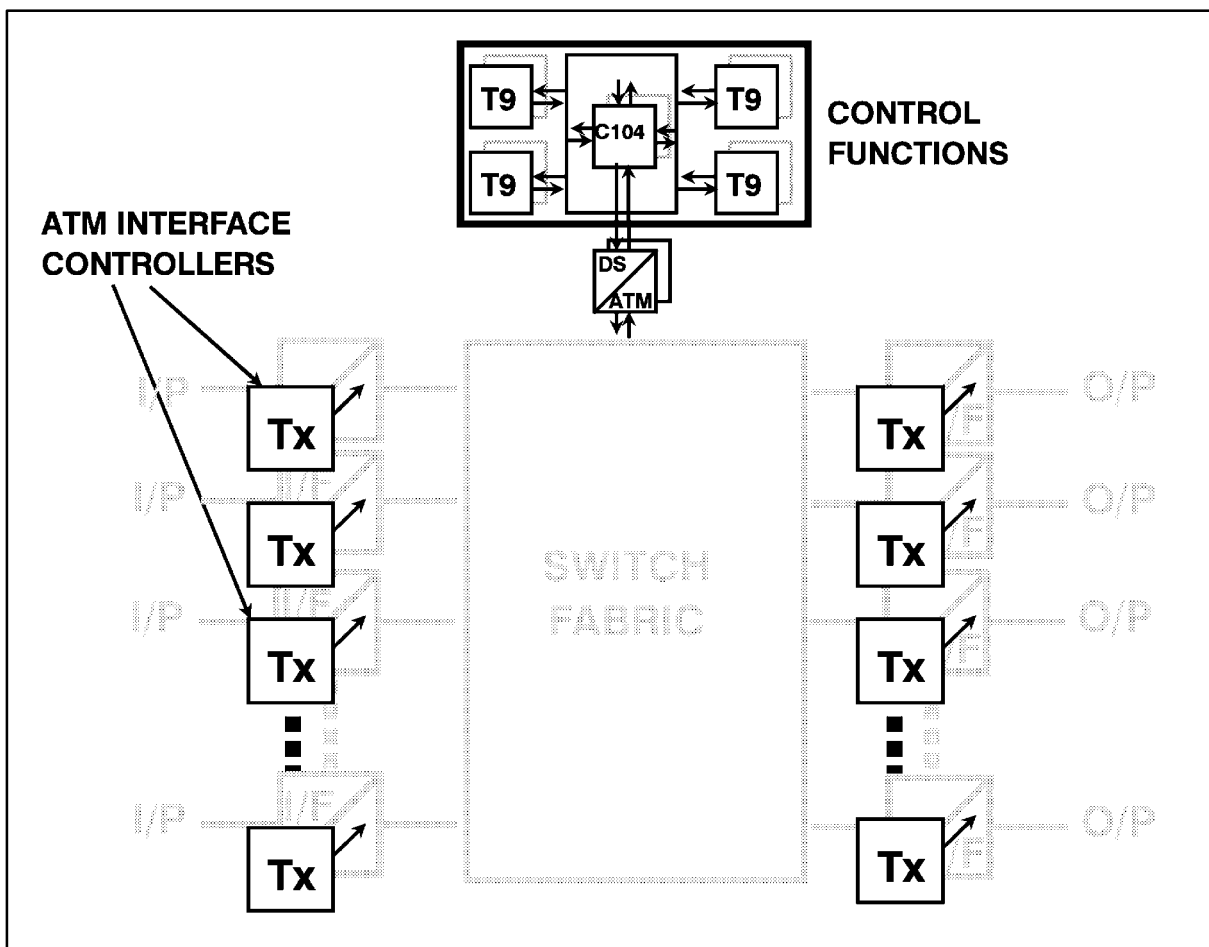 T9
T9
C104
T9
T9
CONTROL
FUNCTIONS
ATM INTERFACE
CONTROLLERS
DS
ATM
I/P
Tx
Tx
/F
O/P
I/P
I/F
Tx
Tx
/F
O/P
SWITCH
FABRIC
I/P
I/F
Tx
Tx
/F
O/P
I/P
I/F
Tx
Tx
/F
O/P